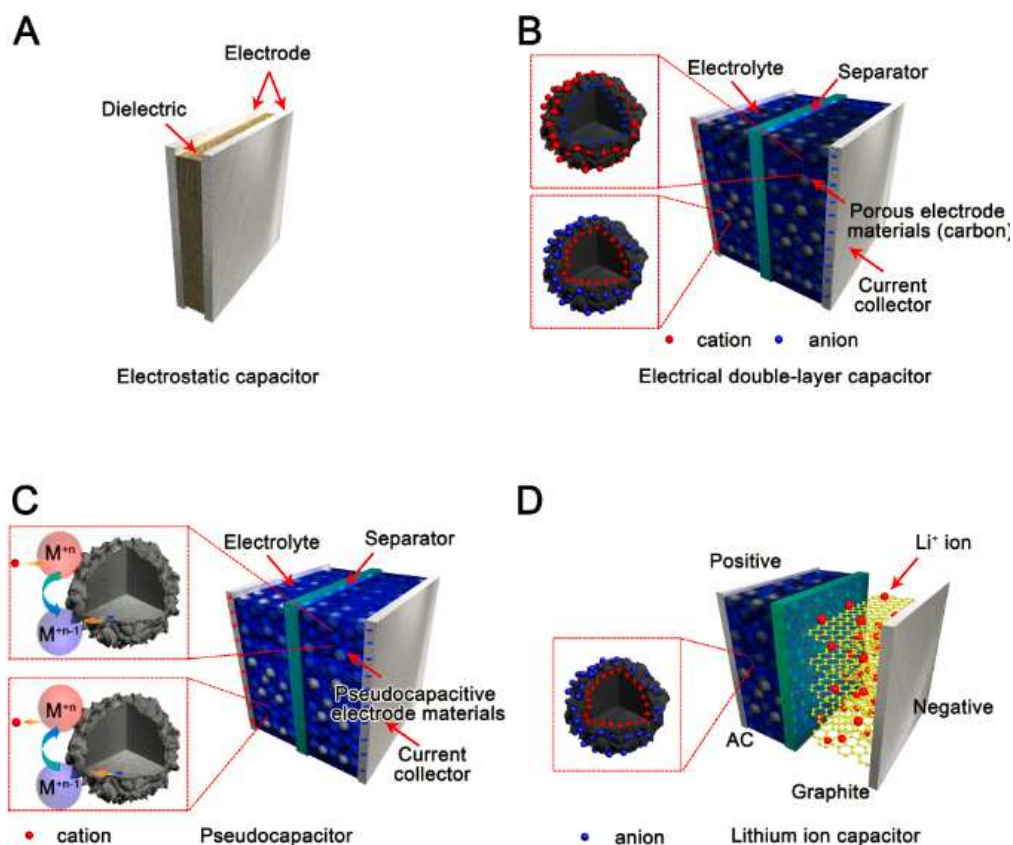 A
Electrode
Dielectric
Electrostatic capacitor
B
Electrolyte
Separator
Porous electrode
materials (carbon)
Current
collector
cation
anion
Electrical double-layer capacitor
C
M+n
M+n-1
M+n
M+n-1
Electrolyte
Separator
Pseudocapacitive
electrode materials
Current
collector
cation
Pseudocapacitor
D
Li+ ion
Positive
Negative
AC
Graphite
anion
Lithium ion capacitor